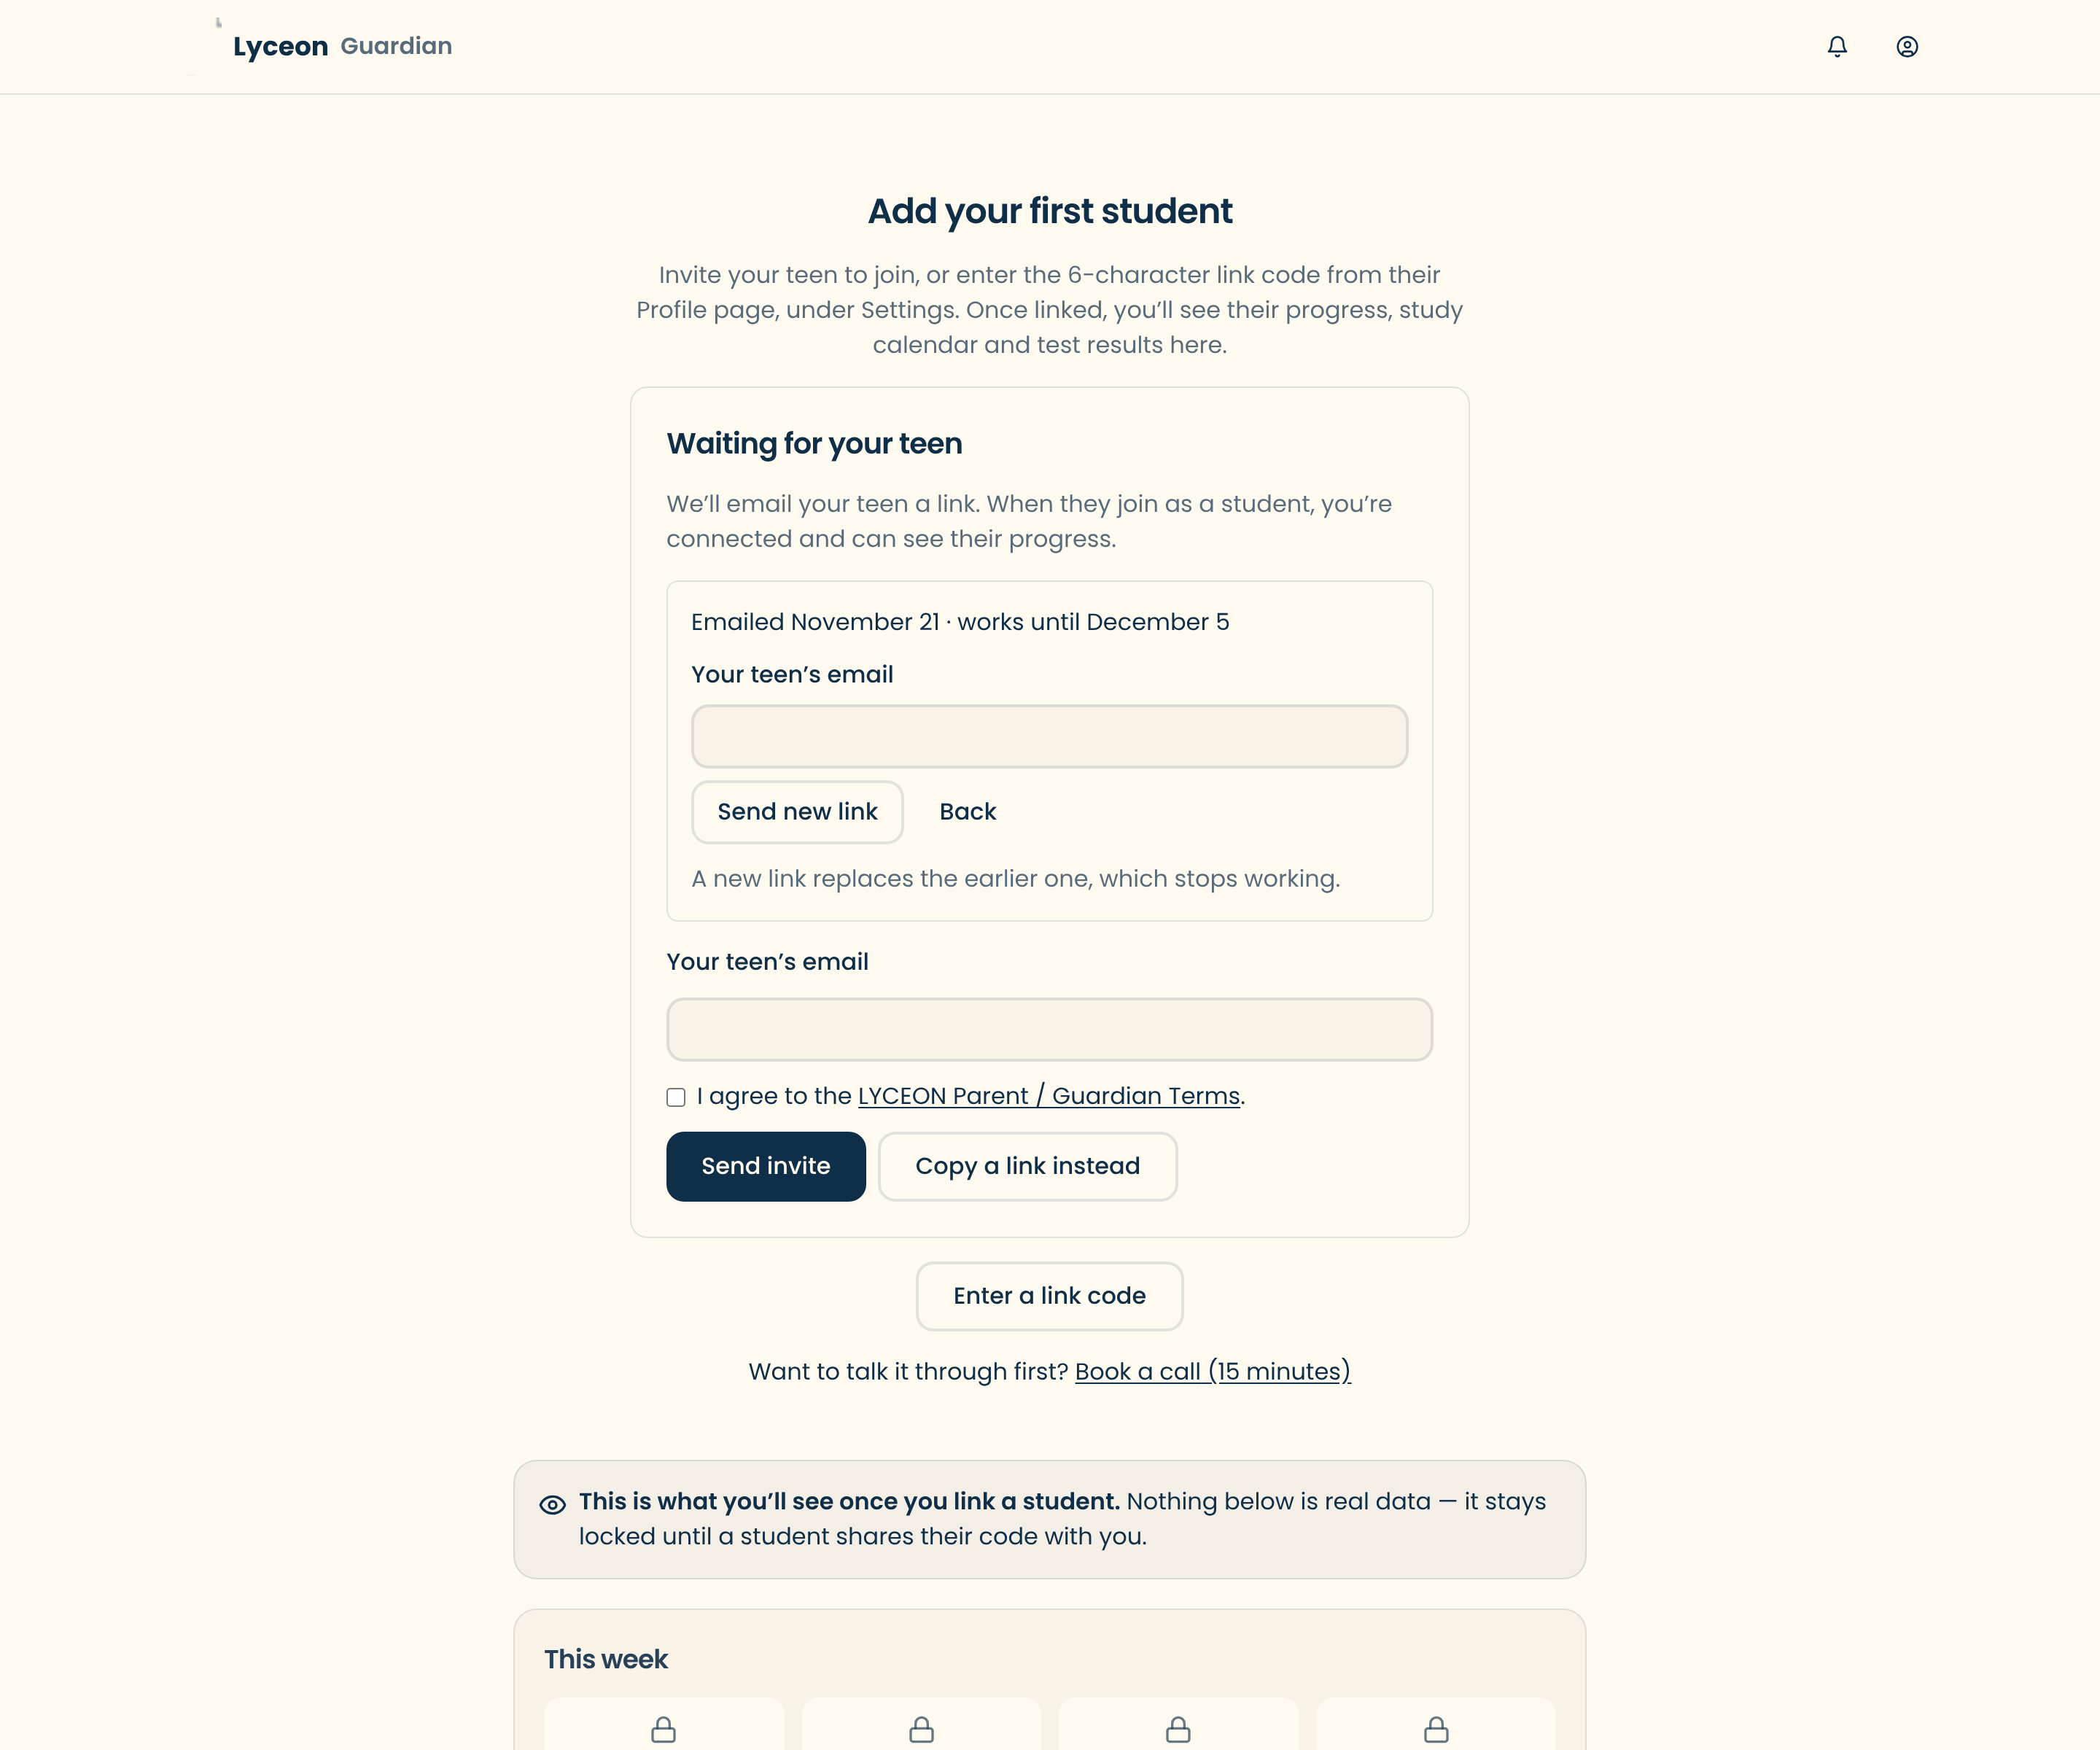 Lyceon Guardian
Add your first student
Invite your teen to join, or enter the 6-character link code from their
Profile page, under Settings. Once linked, you’ll see their progress, study
calendar and test results here.
Waiting for your teen
We’ll email your teen a link. When they join as a student, you’re
connected and can see their progress.
Emailed November 21 · works until December 5
Your teen’s email
Send new link Back
A new link replaces the earlier one, which stops working.
Your teen’s email
I agree to the LYCEON Parent / Guardian Terms.
Send invite Copy a link instead
Enter a link code
Want to talk it through first? Book a call (15 minutes)
This is what you’ll see once you link a student. Nothing below is real data — it stays
locked until a student shares their code with you.
This week